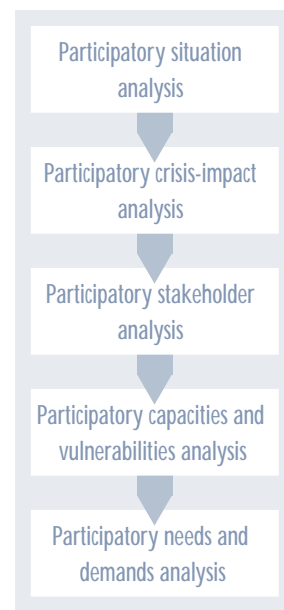 Participatory situation
analysis
Participatory crisis-impact
analysis
Participatory stakeholder
analysis
Participatory capacities and
vulnerabilities analysis
Participatory needs and
demands analysis